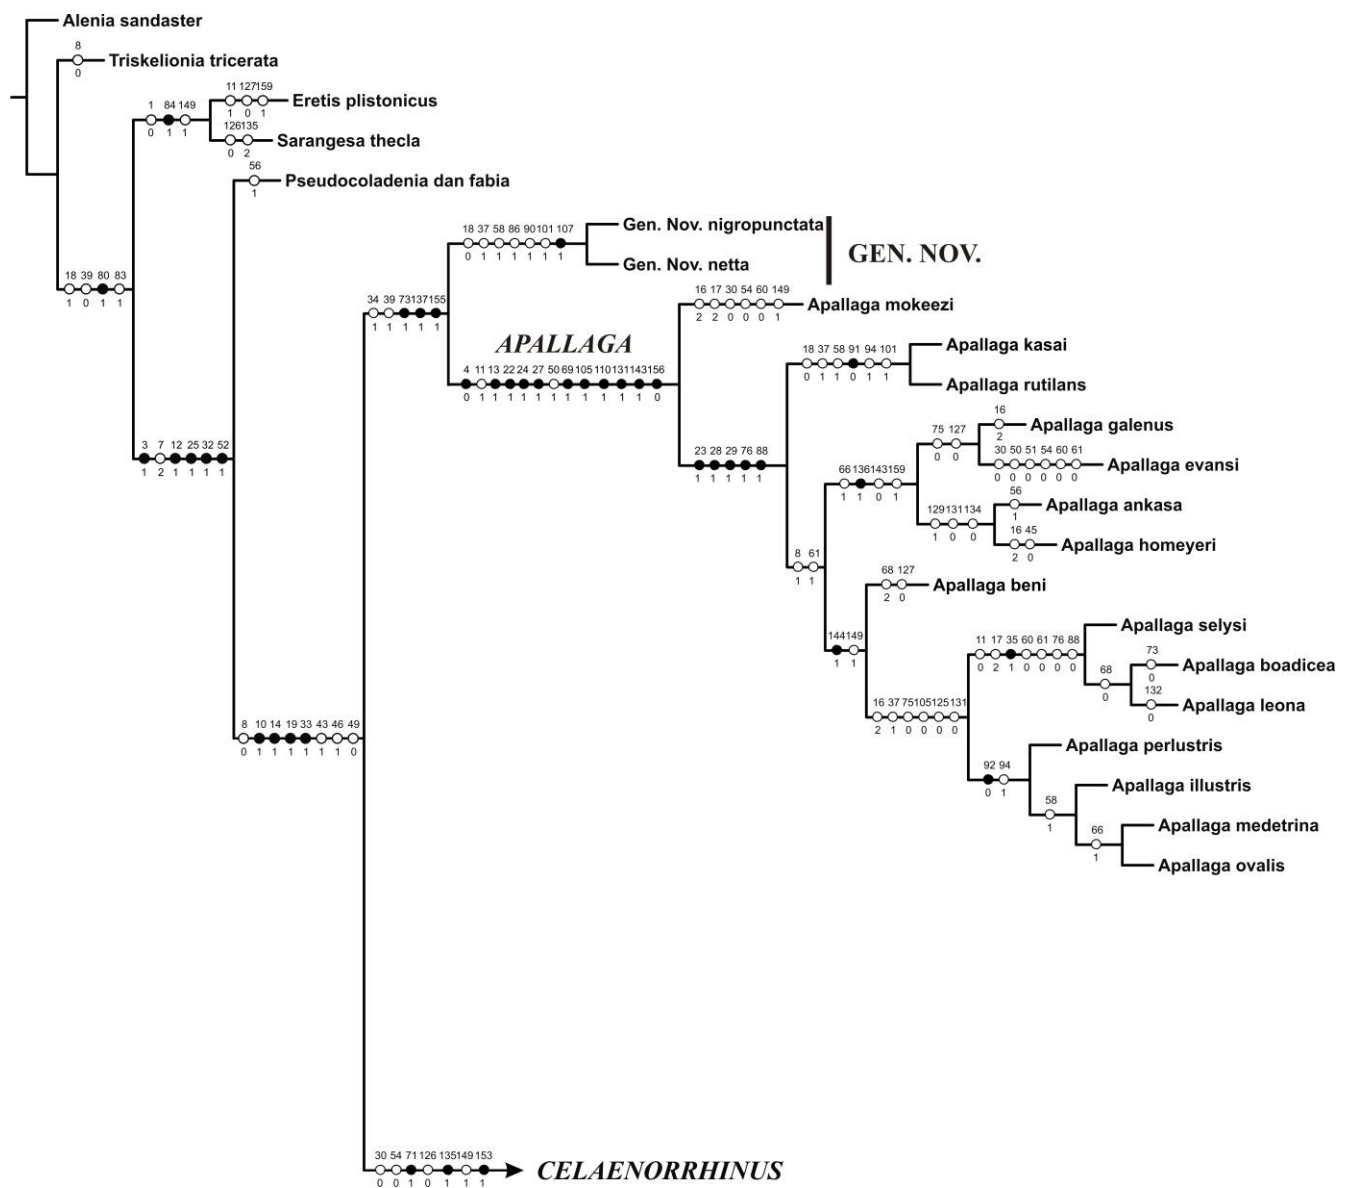 Alenia sandaster
8
Triskelionia tricerata
0
11 127 159
Eretis plistonicus
1 0 1
1 84 149
0 1 1
126 135
Sarangesa thecla
0 2
56
Pseudocoladenia dan fabia
1
18 39 80 83
1 0 1 1
18 37 58 86 90 101 107
0 1 1 1 1 1 1
Gen. Nov. nigropunctata
GEN. NOV.
Gen. Nov. netta
34 39 73 137 155
1 1 1 1 1
16 17 30 54 60 149
Apallaga mokeezi
2 2 0 0 0 1
APALLAGA
4 11 13 22 24 27 50 69 105 110 131 143 156
0 1 1 1 1 1 1 1 1 1 1 1 0
18 37 58 91 94 101
0 1 1 0 1 1
Apallaga kasai
Apallaga rutilans
3 7 12 25 32 52
1 2 1 1 1 1
23 28 29 76 88
1 1 1 1 1
16
Apallaga galenus
2
75 127
0 0
30 50 51 54 60 61
Apallaga evansi
0 0 0 0 0 0
66 136 143 159
1 1 0 1
56
Apallaga ankasa
1
129 131 134
1 0 0
16 45
Apallaga homeyeri
2 0
8 61
1 1
68 127
Apallaga beni
2 0
144 149
1 1
11 17 35 60 61 76 88
0 2 1 0 0 0 0
Apallaga selysi
73
Apallaga boadicea
0
68
0
132
Apallaga leona
0
16 37 75 105 125 131
2 1 0 0 0 0
8 10 14 19 33 43 46 49
0 1 1 1 1 1 1 0
Apallaga perlustris
92 94
0 1
Apallaga illustris
58
1
Apallaga medetrina
66
1
Apallaga ovalis
30 54 71 126 135 149 153
0 0 1 0 1 1 1
CELAENORRHINUS